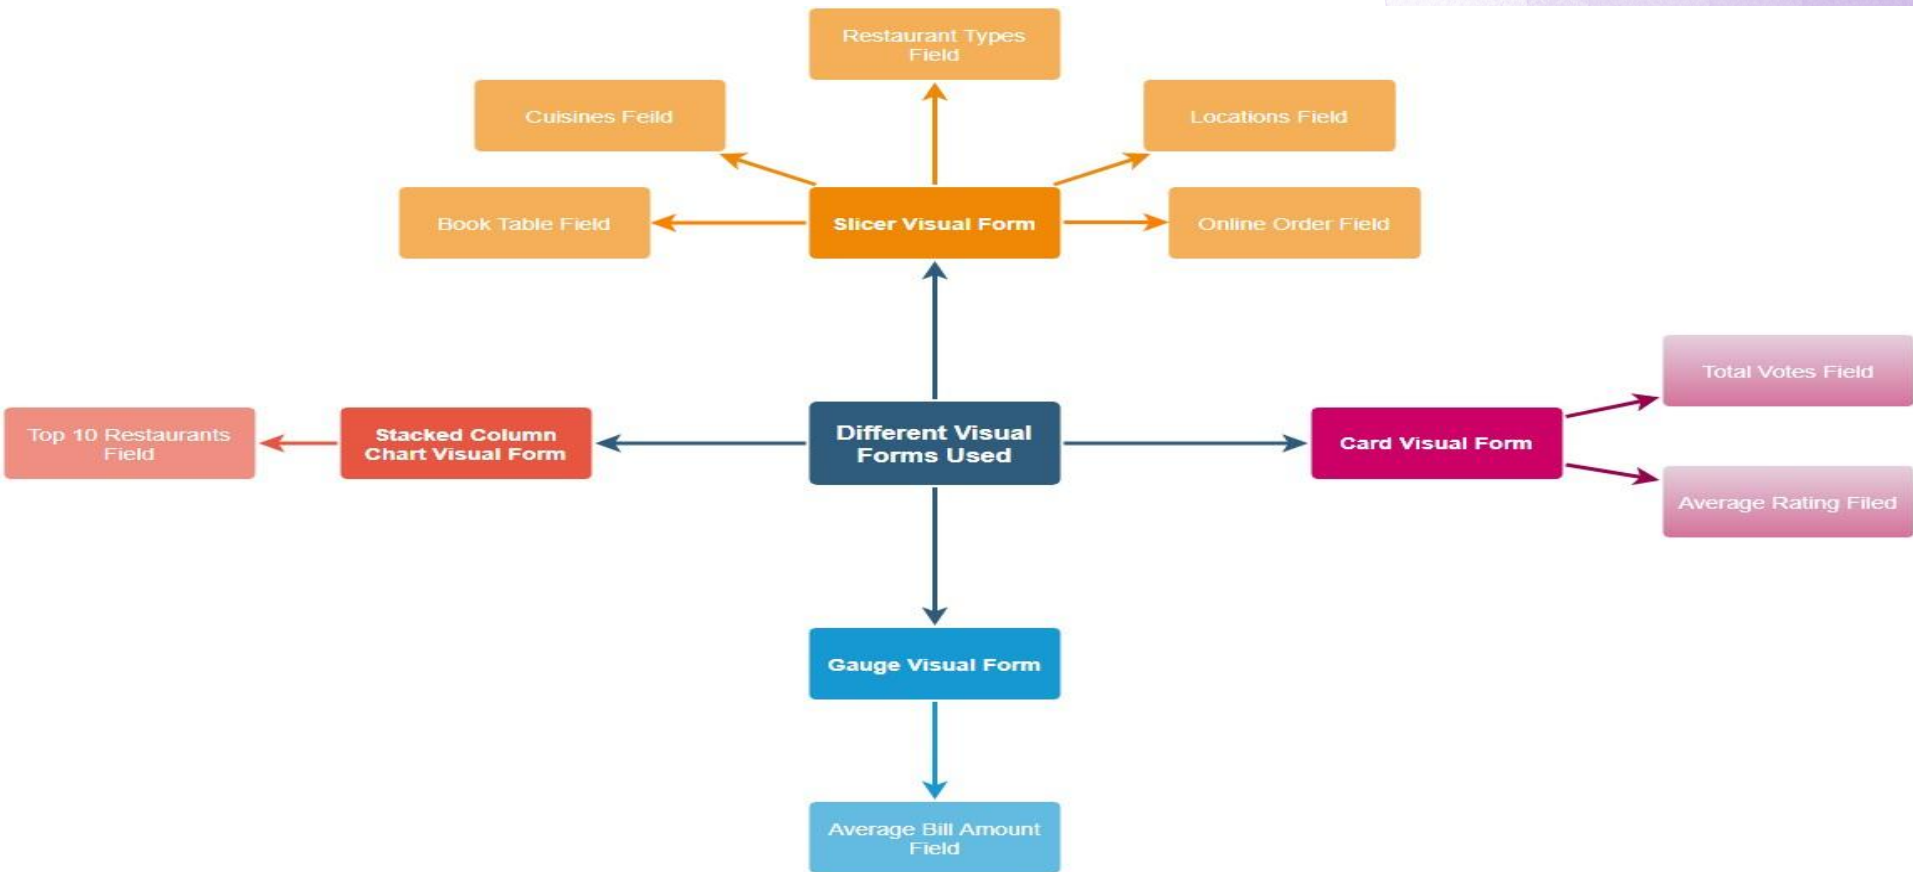 Restaurant Types
Field
Cuisines Feild
Locations Field
Book Table Field
Slicer Visual Form
Online Order Field
Total Votes Field
Top 10 Restaurants
Field
Stacked Column
Chart Visual Form
Different Visual
Forms Used
Card Visual Form
Average Rating Filed
Gauge Visual Form
Average Bill Amount
Field